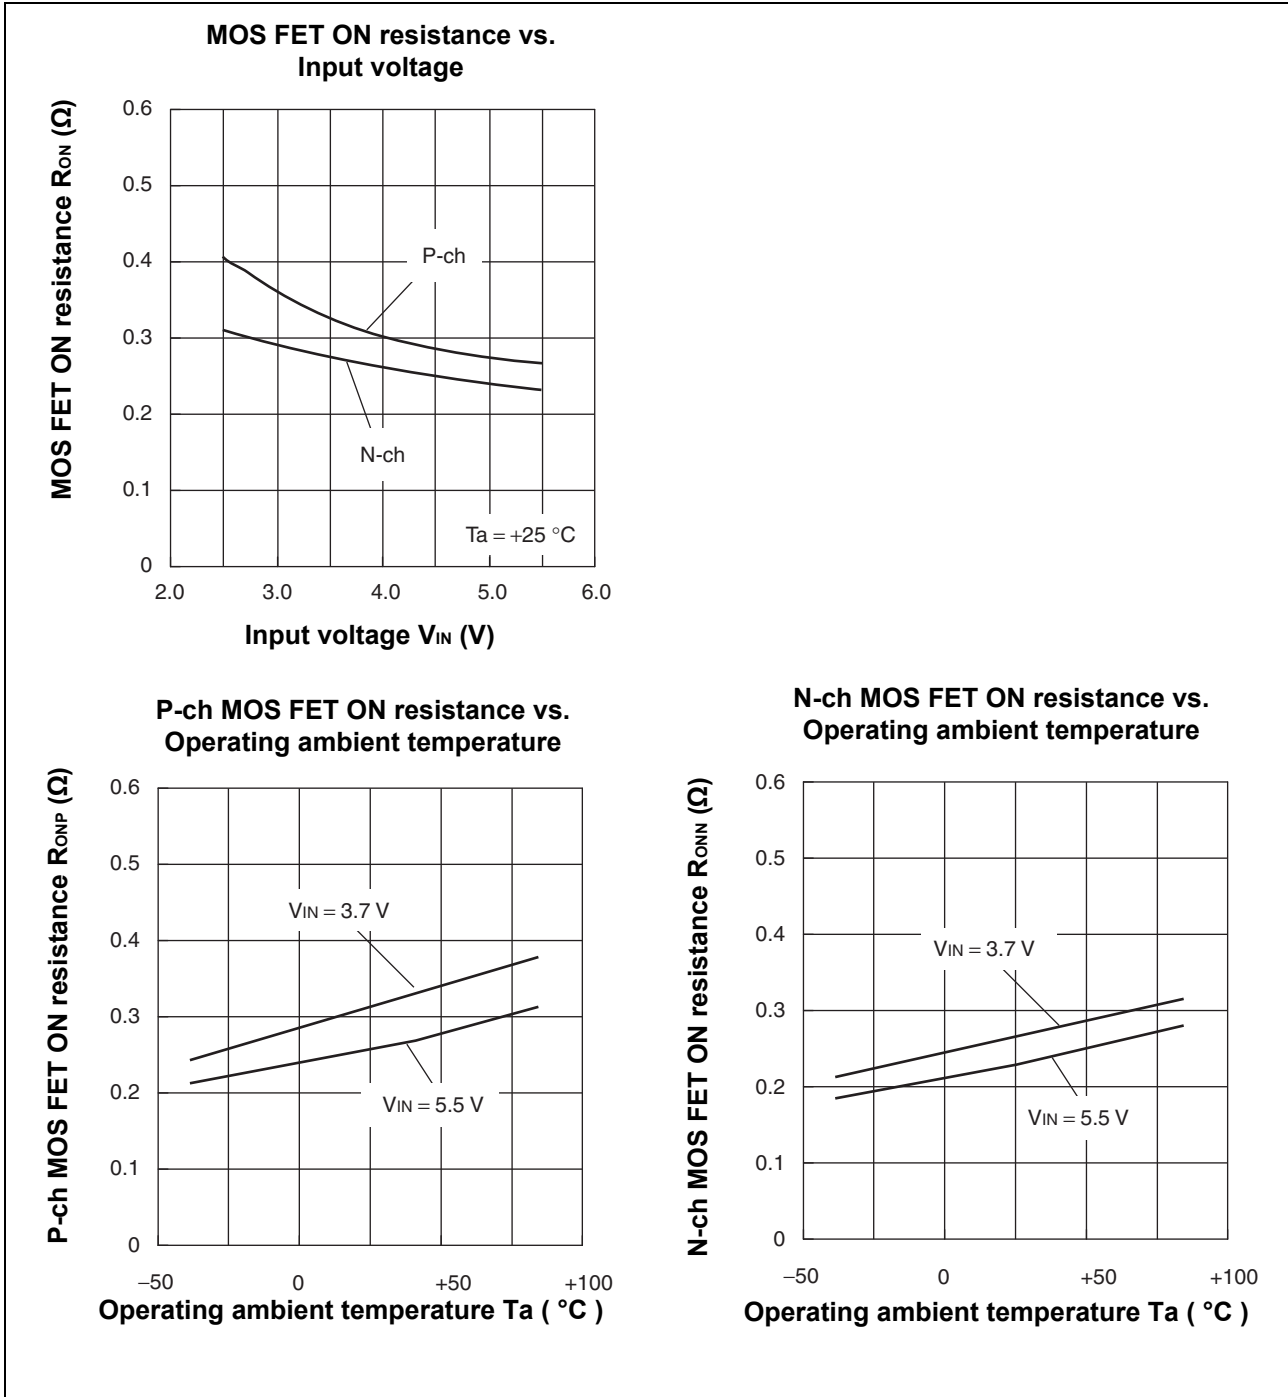 MOS FET ON resistance vs.
Input voltage
MOS FET ON resistance RON (Ω)
0.6
0.5
0.4
0.3
0.2
0.1
0
P-ch
N-ch
Ta = +25 °C
2.0 3.0 4.0 5.0 6.0
Input voltage VIN (V)
P-ch MOS FET ON resistance vs.
Operating ambient temperature
P-ch MOS FET ON resistance RONP (Ω)
0.6
0.5
0.4
0.3
0.2
0.1
0
VIN = 3.7 V
VIN = 5.5 V
−50 0 +50 +100
Operating ambient temperature Ta ( °C )
N-ch MOS FET ON resistance vs.
Operating ambient temperature
N-ch MOS FET ON resistance RONN (Ω)
0.6
0.5
0.4
0.3
0.2
0.1
0
VIN = 3.7 V
VIN = 5.5 V
−50 0 +50 +100
Operating ambient temperature Ta ( °C )